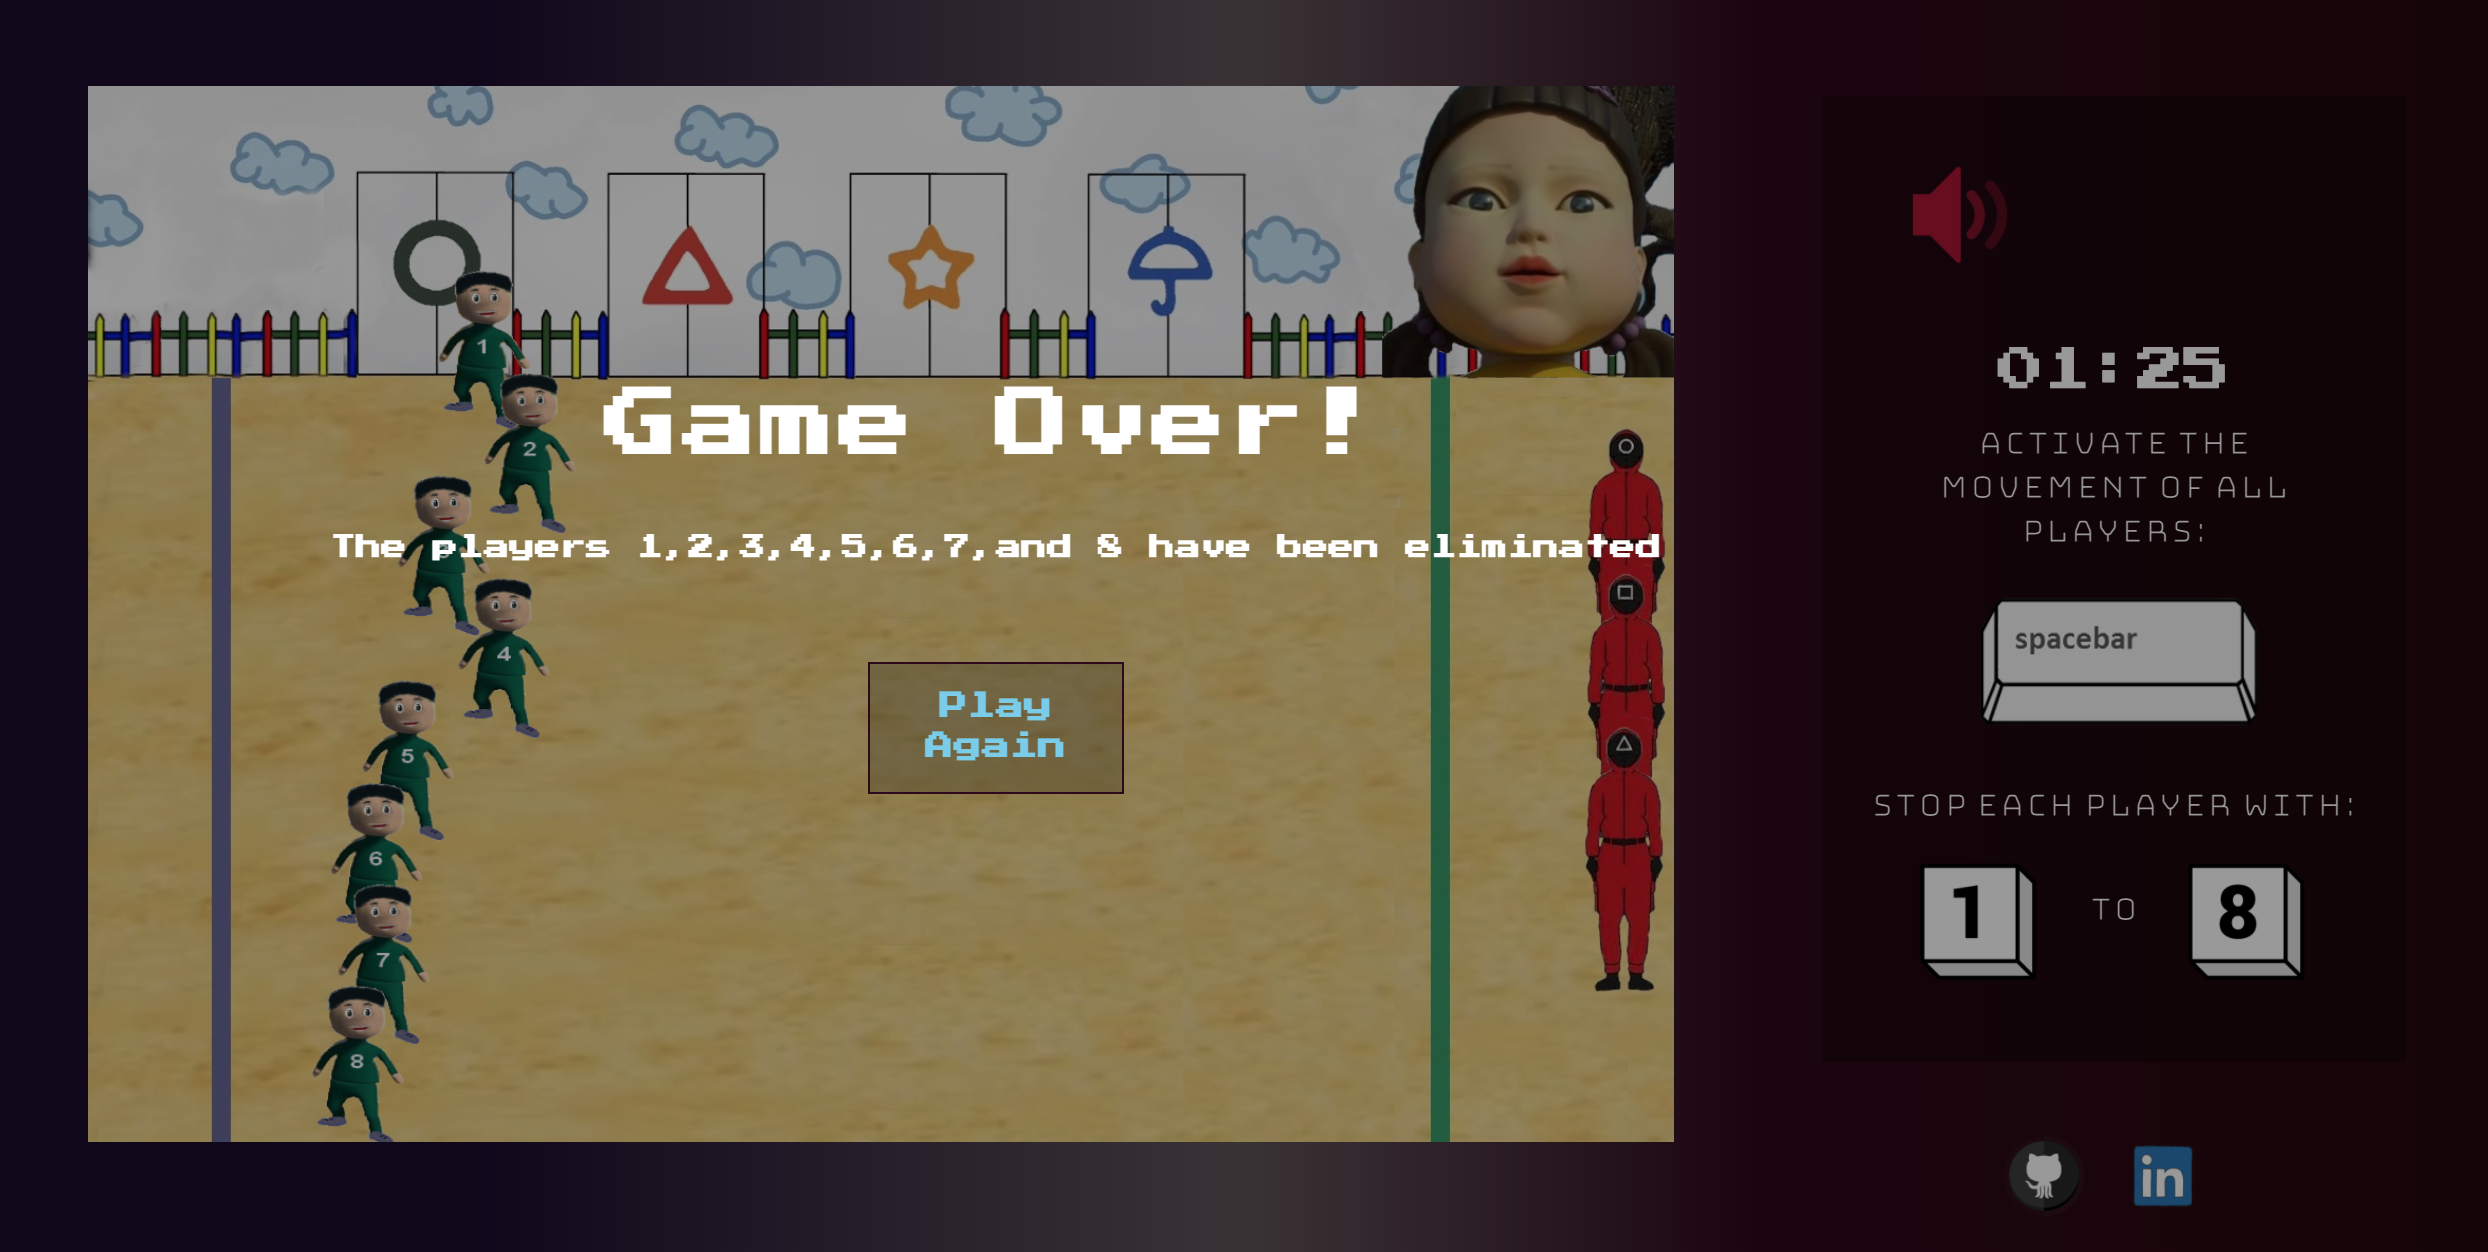 Game Over!
The players 1,2,3,4,5,6,7,and 8 have been eliminated
Play
Again
1
2
4
5
6
7
8
01:25
ACTIVATE THE
MOVEMENT OF ALL
PLAYERS:
spacebar
STOP EACH PLAYER WITH:
1 TO 8
in